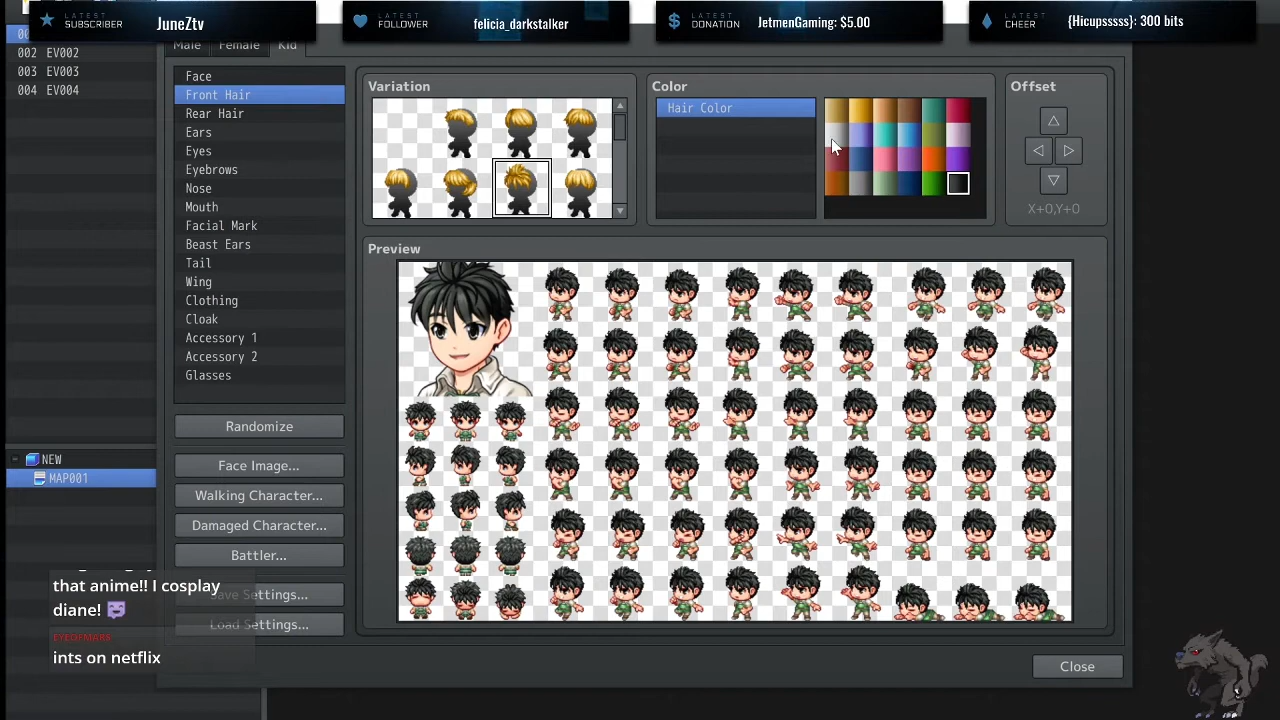 LATEST
SUBSCRIBER
JuneZtv
LATEST
FOLLOWER
felicia_darkstalker
LATEST
DONATION
JetmenGaming: $5.00
LATEST
CHEER
{Hicupsssss}: 300 bits
002 EV002
003 EV003
004 EV004
Male
Female
Kid
Face
Front Hair
Rear Hair
Ears
Eyes
Eyebrows
Nose
Mouth
Facial Mark
Beast Ears
Tail
Wing
Clothing
Cloak
Accessory 1
Accessory 2
Glasses
Randomize
Face Image...
Walking Character...
Damaged Character...
Battler...
Save Settings...
Load Settings...
Variation
Color
Hair Color
Offset
X+0,Y+0
Preview
NEW
MAP001
that anime!! I cosplay
diane!
EYEOFMARS
ints on netflix
Close